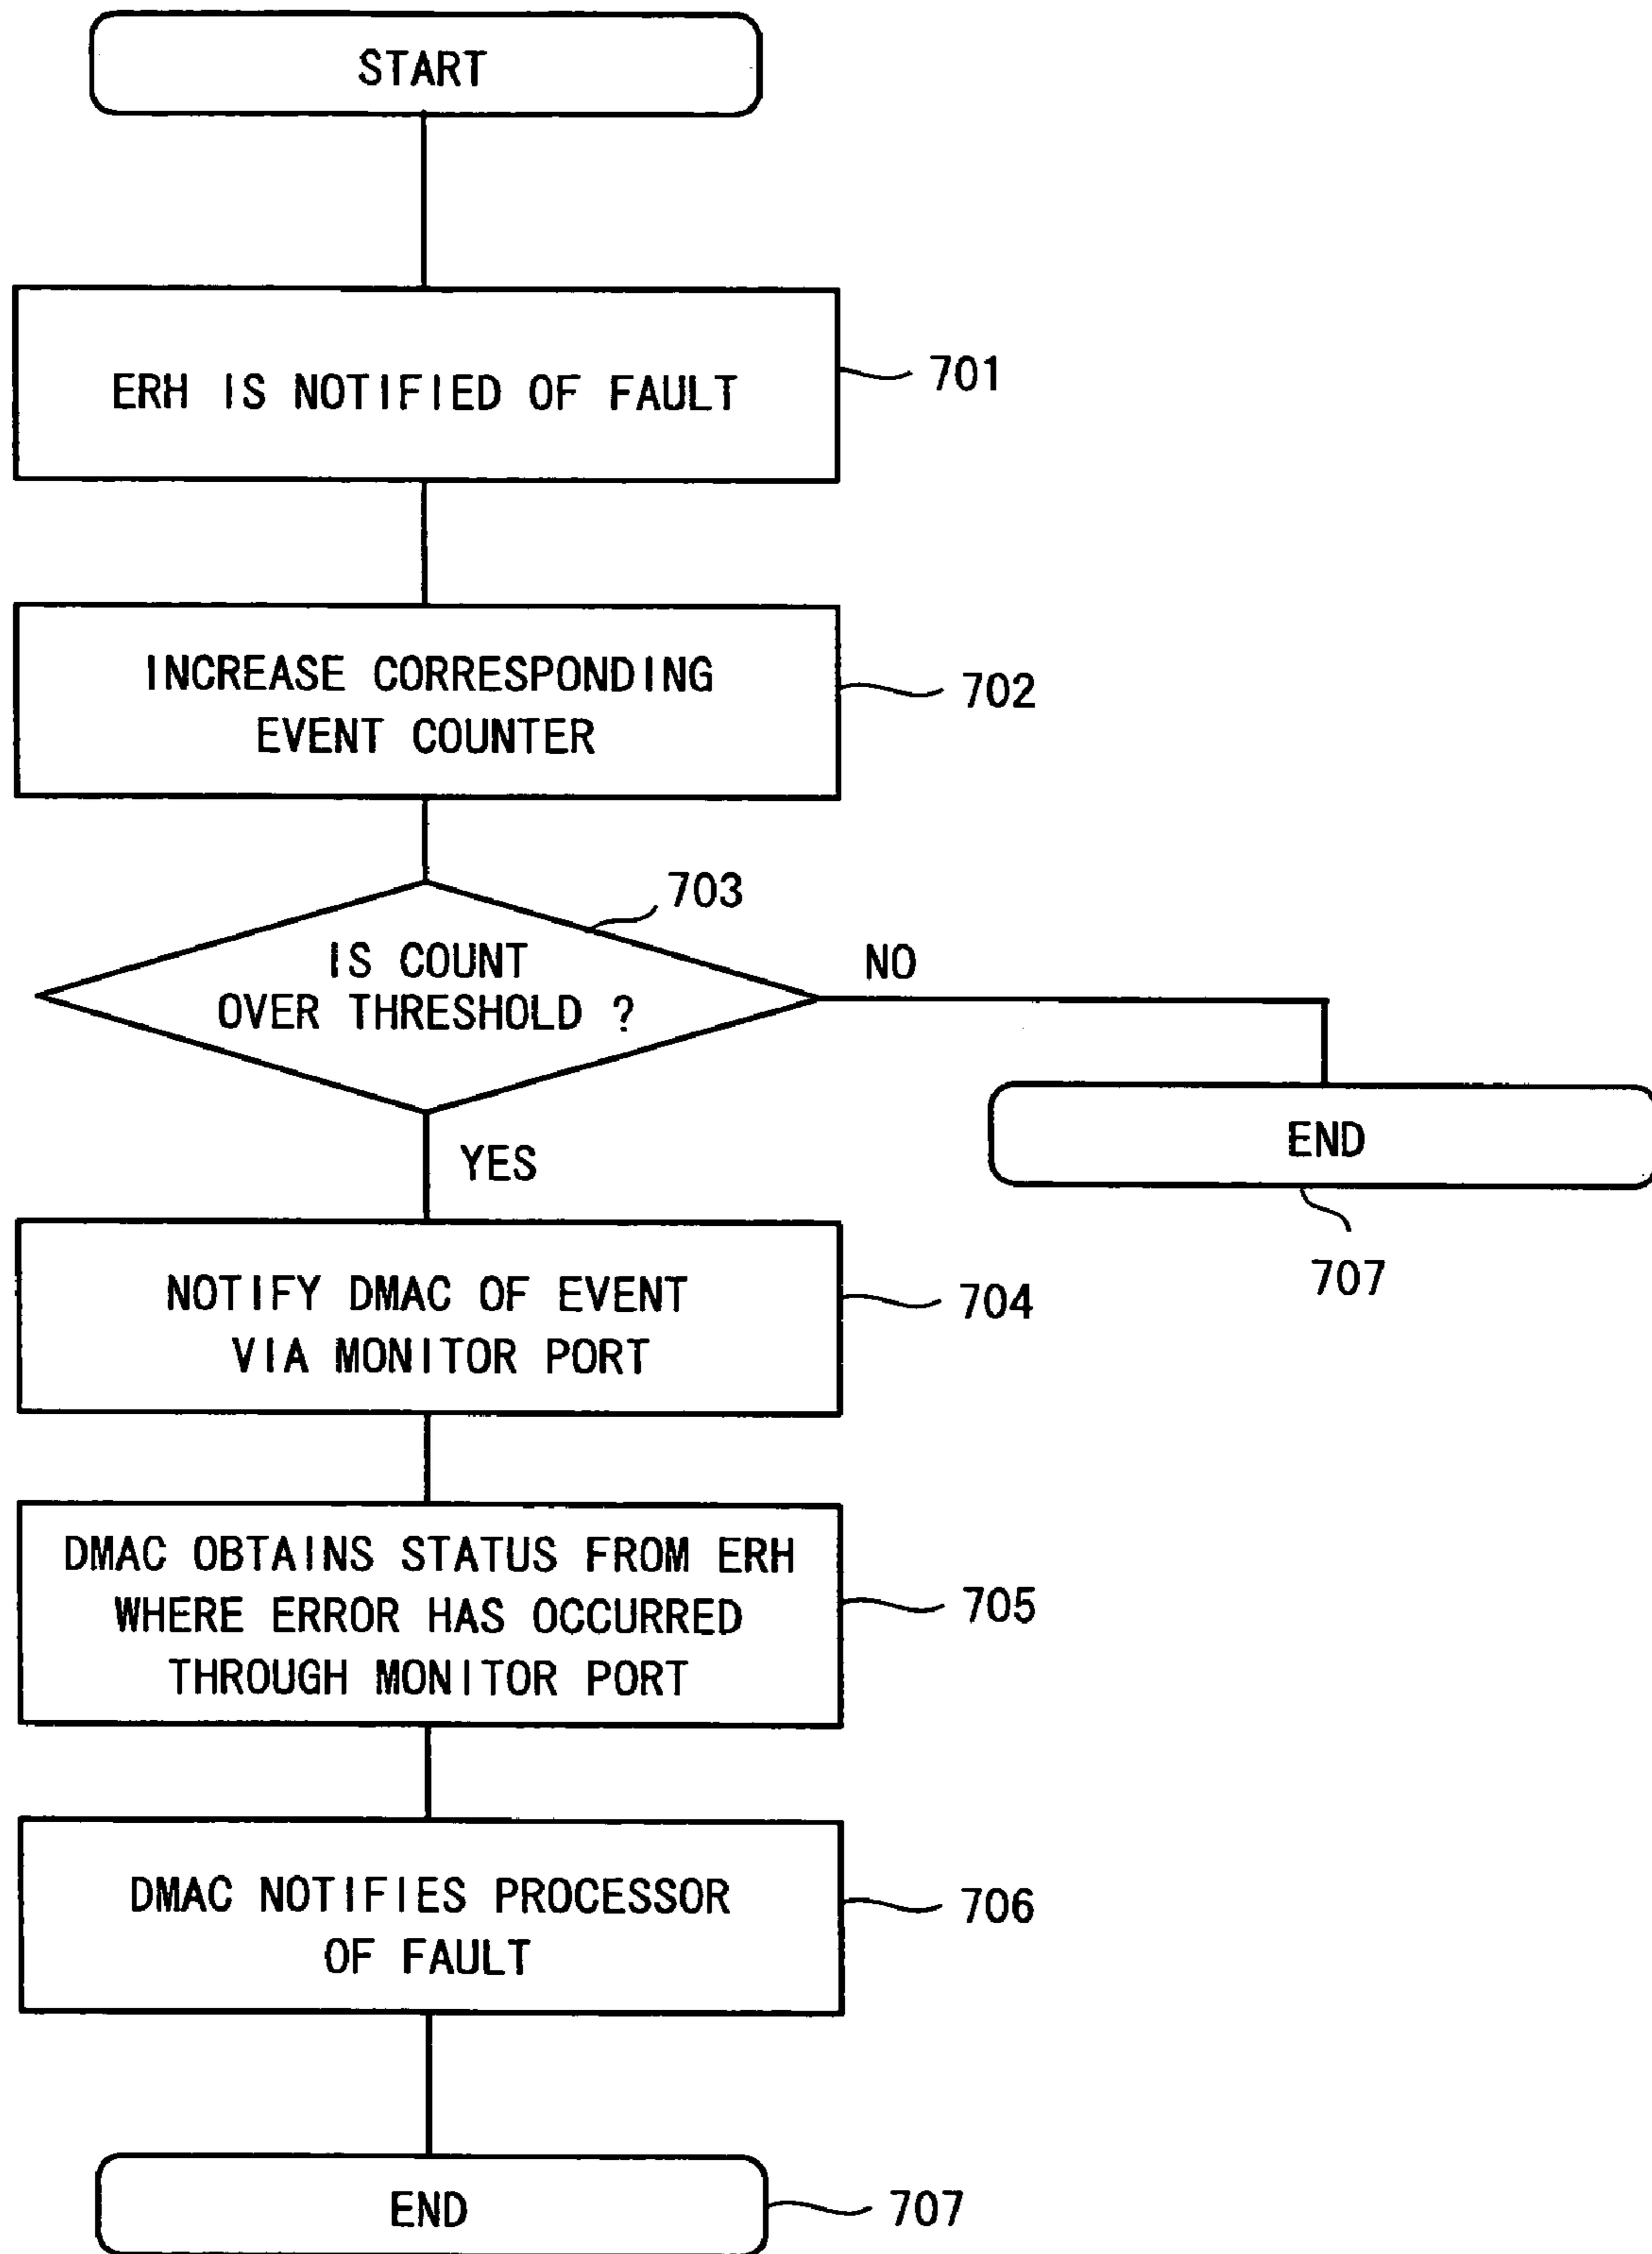 START
ERH IS NOTIFIED OF FAULT
701
INCREASE CORRESPONDING
EVENT COUNTER
702
703
IS COUNT
OVER THRESHOLD ?
NO
END
707
YES
NOTIFY DMAC OF EVENT
VIA MONITOR PORT
704
DMAC OBTAINS STATUS FROM ERH
WHERE ERROR HAS OCCURRED
THROUGH MONITOR PORT
705
DMAC NOTIFIES PROCESSOR
OF FAULT
706
END
707